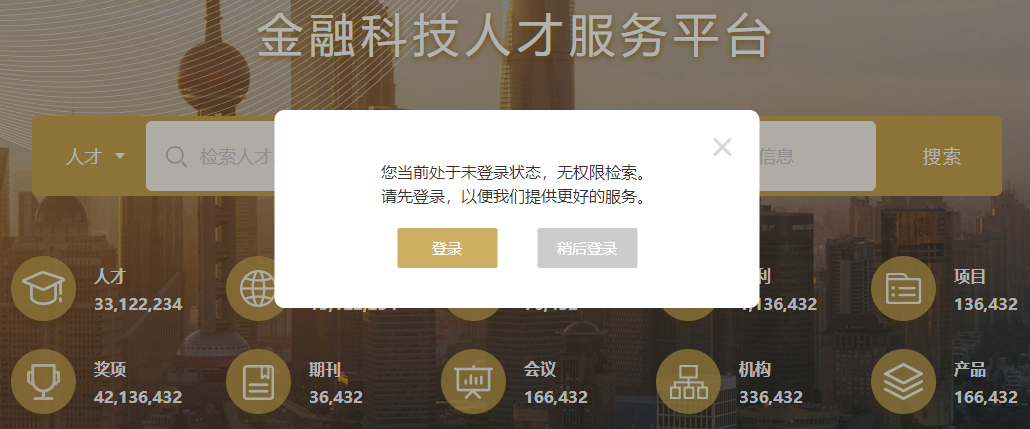 金融科技人才服务平台
人才
检索人才
信息
搜索
您当前处于未登录状态，无权限检索。
请先登录，以便我们提供更好的服务。
登录
稍后登录
人才
33,122,234
利
,136,432
项目
136,432
奖项
42,136,432
期刊
36,432
会议
166,432
机构
336,432
产品
166,432